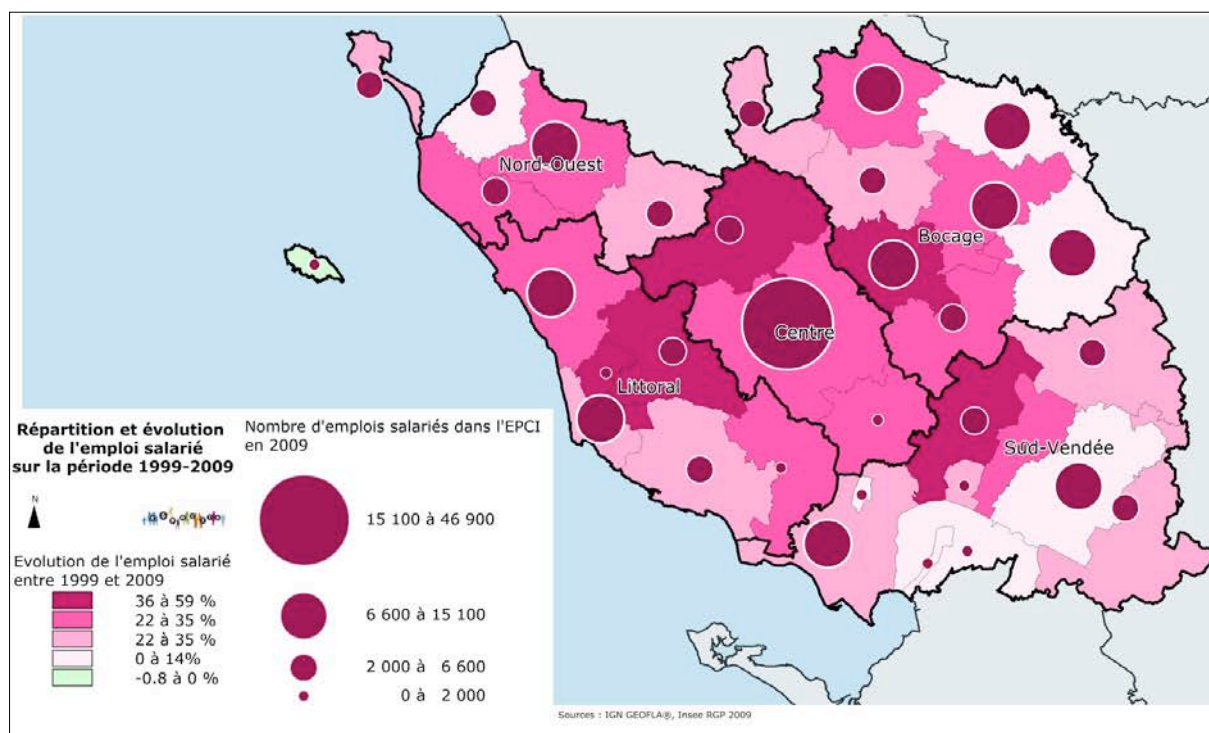 Nord-Ouest
Bocage
Centre
Littoral
Sud-Vendée
Répartition et évolution
de l'emploi salarié
sur la période 1999-2009
N
Evolution de l'emploi salarié
entre 1999 et 2009
36 à 59 %
22 à 35 %
22 à 35 %
0 à 14%
-0.8 à 0 %
Nombre d'emplois salariés dans l'EPCI
en 2009
15 100 à 46 900
6 600 à 15 100
2 000 à 6 600
0 à 2 000
Sources : IGN GEOFLA®, Insee RGP 2009